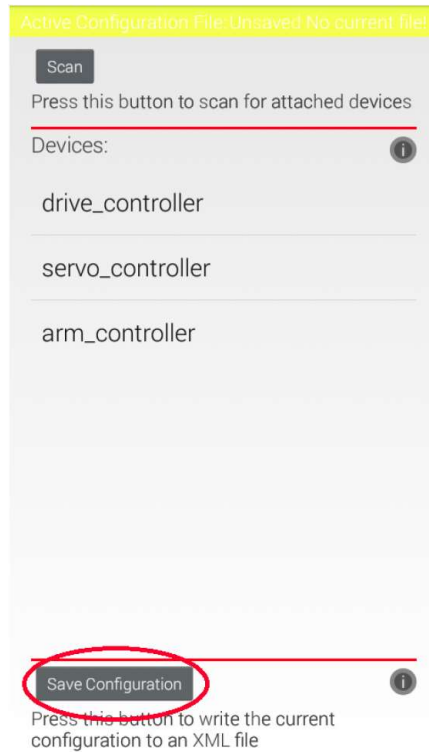 Active Configuration File:Unsaved No current file!
Scan
Press this button to scan for attached devices
Devices:
drive_controller
servo_controller
arm_controller
Save Configuration
Press this button to write the current
configuration to an XML file